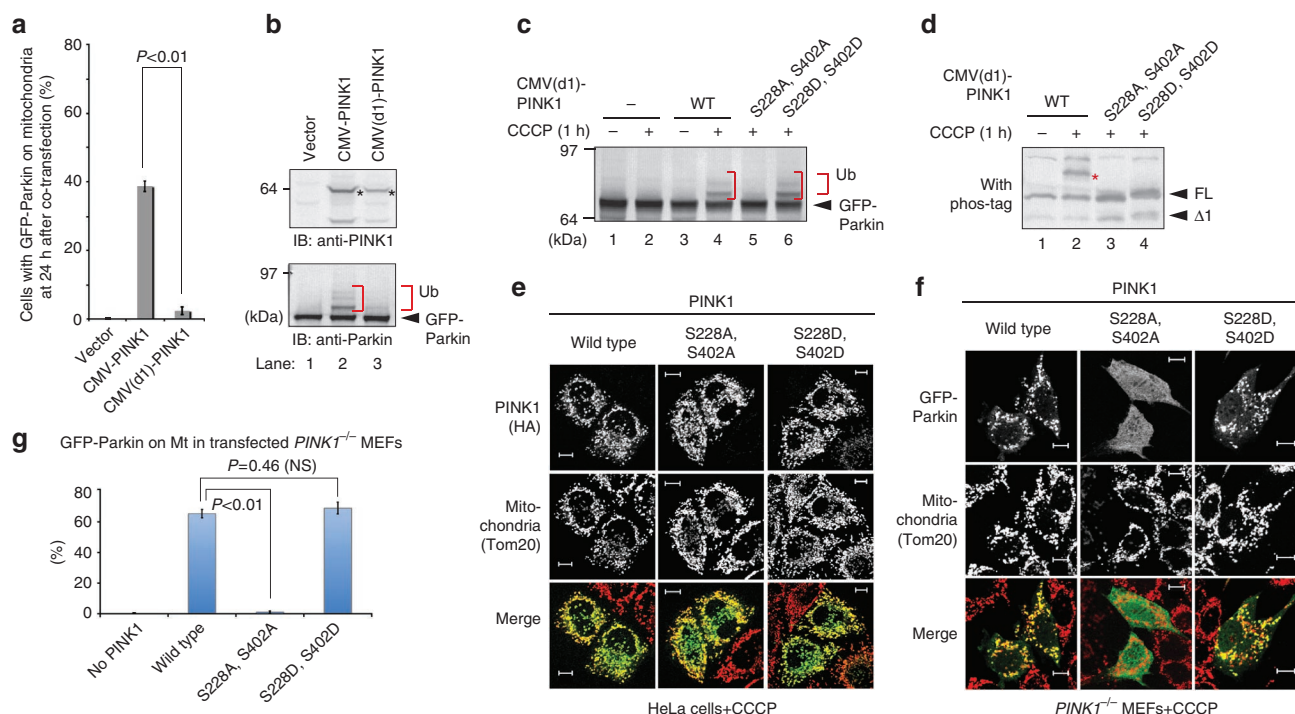 a
Cells with GFP-Parkin on mitochondria
at 24 h after co-transfection (%)
80
60
40
20
0
P<0.01
Vector
CMV-PINK1
CMV(d1)-PINK1
b
Vector
CMV-PINK1
CMV(d1)-PINK1
64
*
*
IB: anti-PINK1
97
Ub
(kDa)
GFP-
Parkin
IB: anti-Parkin
Lane: 1 2 3
c
CMV(d1)-
PINK1
–
WT
S228A, S402A
S228D, S402D
CCCP (1 h) – + – + + +
97
Ub
GFP-
Parkin
64
(kDa) 1 2 3 4 5 6
d
CMV(d1)-
PINK1
WT
S228A, S402A
S228D, S402D
CCCP (1 h) – + + +
With
phos-tag
*
FL
Δ1
1 2 3 4
e
PINK1
Wild type
S228A,
S402A
S228D,
S402D
PINK1
(HA)
Mito-
chondria
(Tom20)
Merge
HeLa cells+CCCP
f
PINK1
Wild type
S228A,
S402A
S228D,
S402D
GFP-
Parkin
Mito-
chondria
(Tom20)
Merge
PINK1–/– MEFs+CCCP
g
GFP-Parkin on Mt in transfected PINK1–/– MEFs
P=0.46 (NS)
P<0.01
(%)
80
60
40
20
0
No PINK1
Wild type
S228A, S402A
S228D, S402D